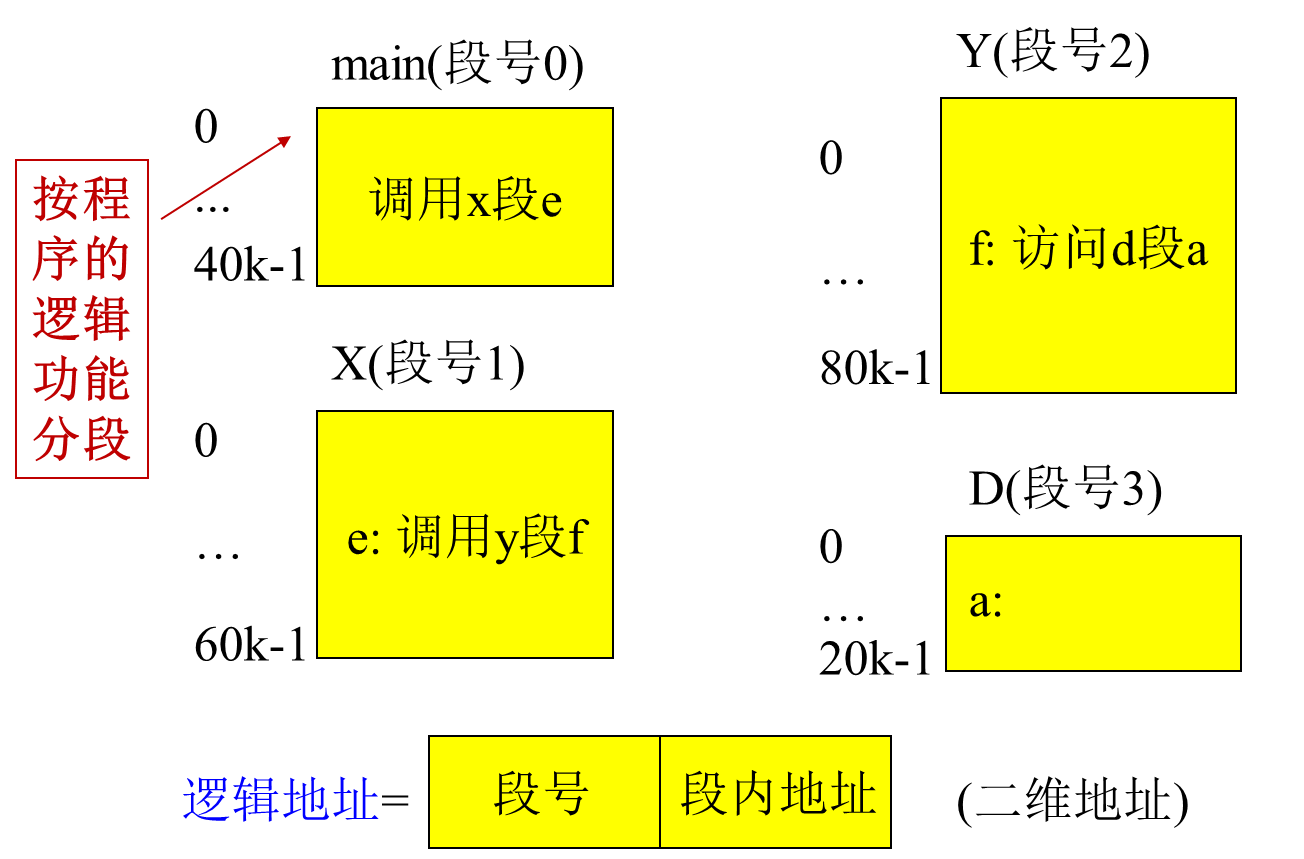 main(段号0)
0
...
40k-1
调用x段e
按程
序的
逻辑
功能
分段
X(段号1)
0
…
60k-1
e: 调用y段f
Y(段号2)
0
…
80k-1
f: 访问d段a
D(段号3)
0
…
20k-1
a:
逻辑地址= 段号 段内地址 (二维地址)